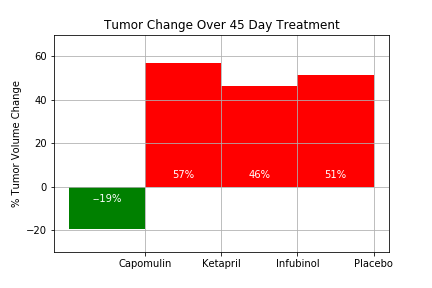 Tumor Change Over 45 Day Treatment
% Tumor Volume Change
60
40
20
0
−20
−19%
57%
46%
51%
Capomulin
Ketapril
Infubinol
Placebo